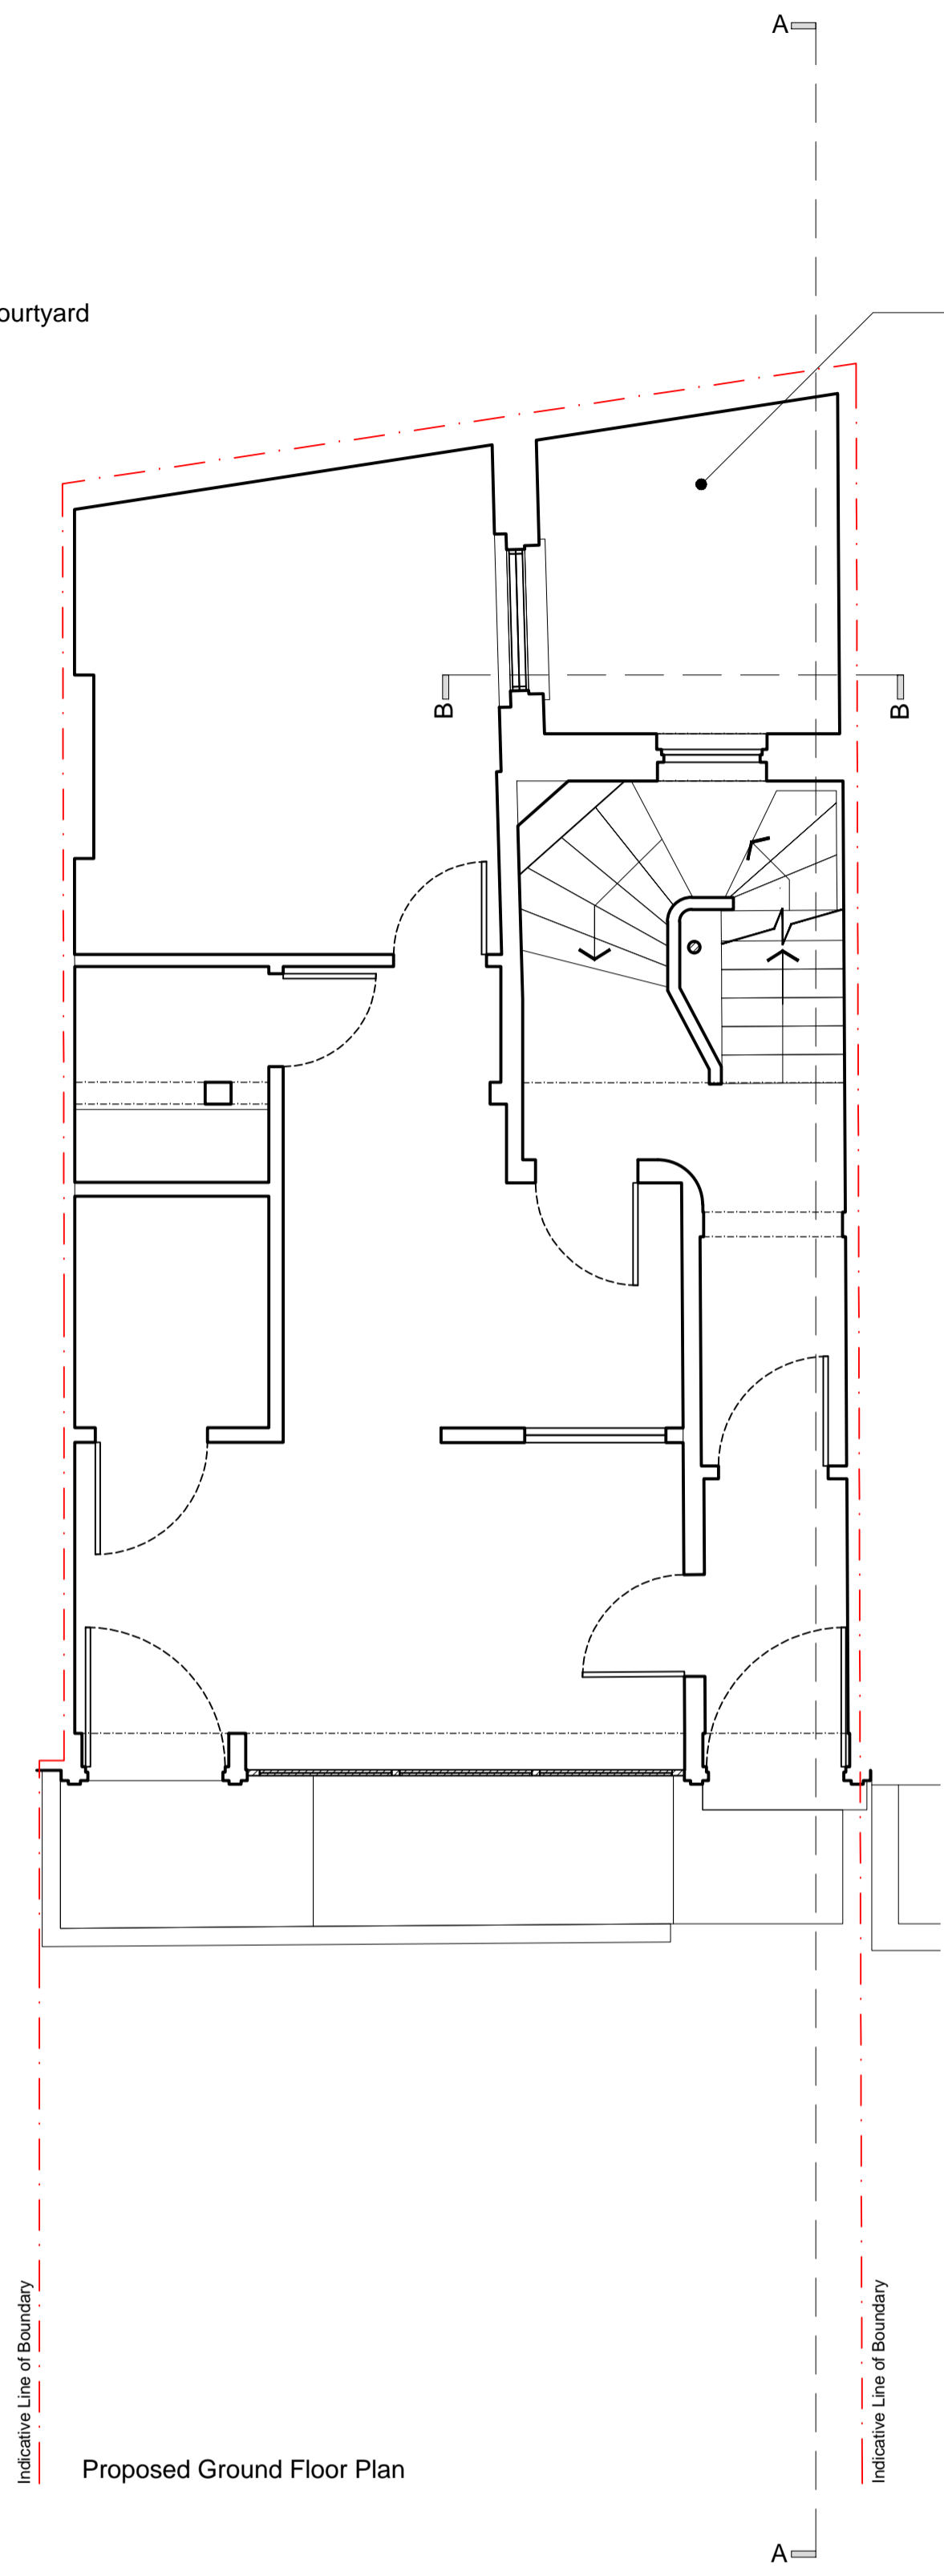 A
ourtyard
B
B
Indicative Line of Boundary
Indicative Line of Boundary
Proposed Ground Floor Plan
A